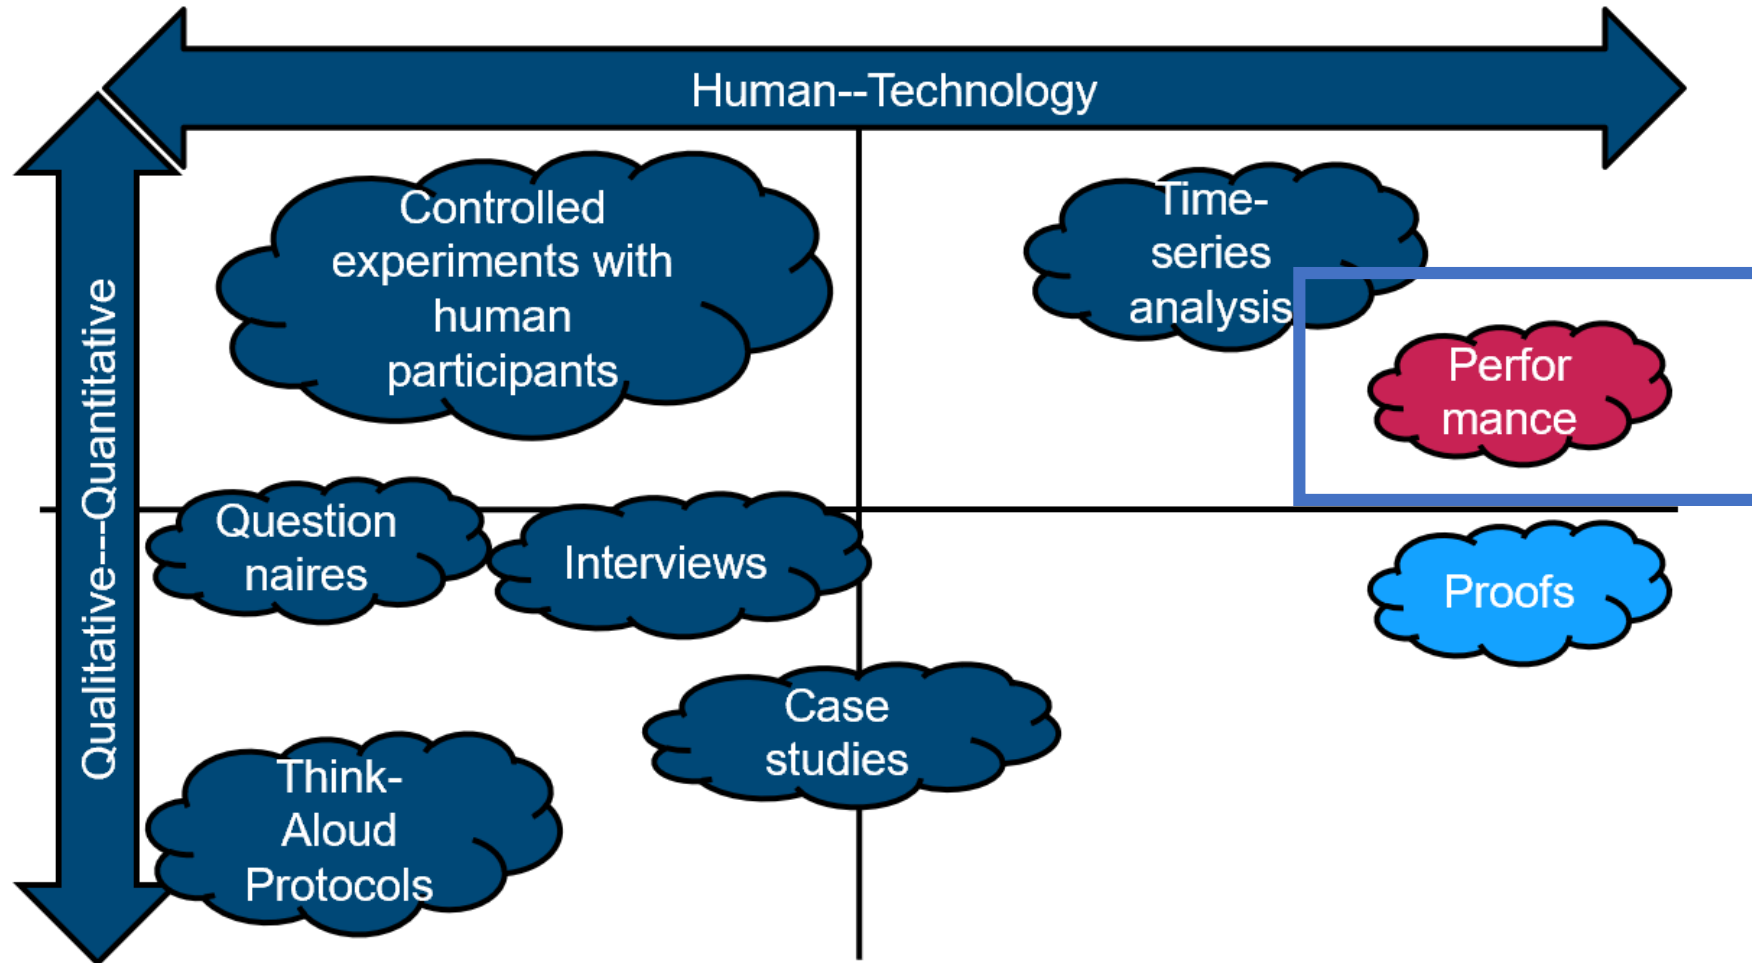 Human--Technology
Qualitative---Quantitative
Controlled
experiments with
human
participants
Time-
series
analysis
Perfor
mance
Question
naires
Interviews
Proofs
Case
studies
Think-
Aloud
Protocols